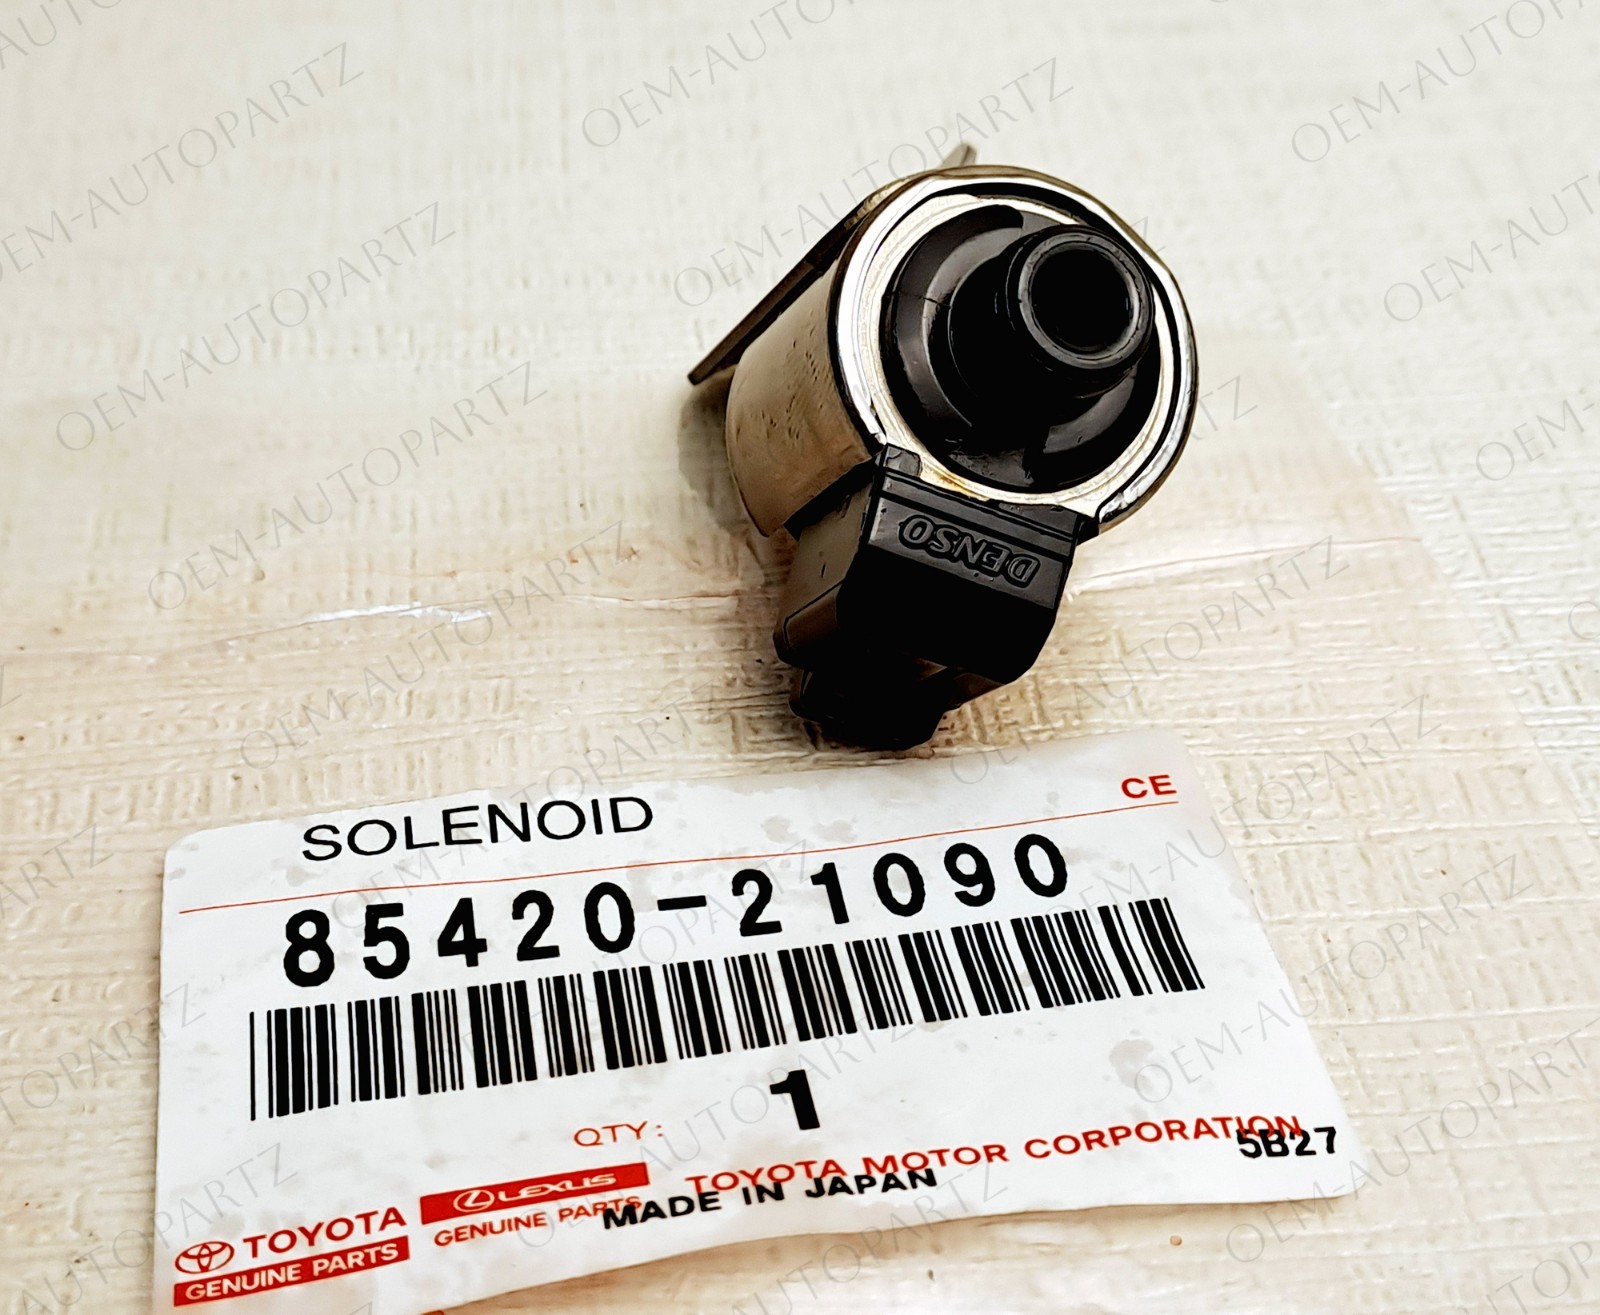 OEM-AUTOPARTZ
DENSO
SOLENOID
CE
85420-21090
QTY: 1
TOYOTA MOTOR CORPORATION
5B27
MADE IN JAPAN
TOYOTA
GENUINE PARTS
LEXUS
GENUINE PARTS